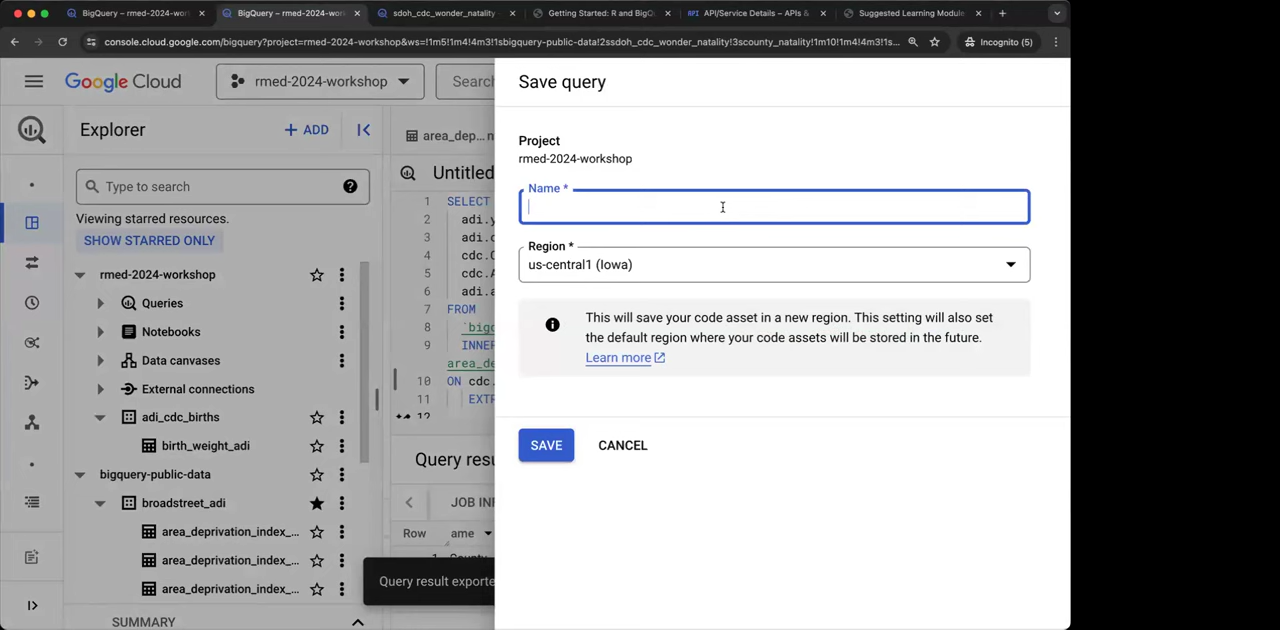 BigQuery – rmed-2024-wor
BigQuery – rmed-2024-work
sdoh_cdc_wonder_natality
Getting Started: R and BigQ
API API/Service Details – APIs &
Suggested Learning Module
console.cloud.google.com/bigquery?project=rmed-2024-workshop&ws=!1m5!1m4!4m3!1sbigquery-public-data!2ssdoh_cdc_wonder_natality!3scounty_natality!1m10!1m4!4m3!1s...
Incognito (5)
Google Cloud
rmed-2024-workshop
Search
Explorer
+ ADD
Type to search
Viewing starred resources.
SHOW STARRED ONLY
rmed-2024-workshop
Queries
Notebooks
Data canvases
External connections
adi_cdc_births
birth_weight_adi
bigquery-public-data
broadstreet_adi
area_deprivation_index_...
area_deprivation_index_...
area_deprivation_index_...
SUMMARY
area_dep...n
Untitled
1 SELECT
2 adi.y
3 adi.c
4 cdc.
5 cdc.A
6 adi.a
7 FROM
8 `bigq
9 INNER
area_de
10 ON cdc.
11 EXTR
12
Query resu
JOB IN
Row ame
1 County
Query result exporte
Save query
Project
rmed-2024-workshop
Name *
Region *
us-central1 (Iowa)
This will save your code asset in a new region. This setting will also set
the default region where your code assets will be stored in the future.
Learn more
SAVE CANCEL